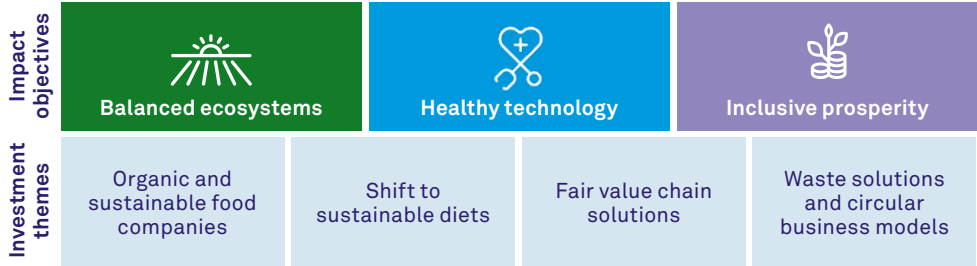 Impact
objectives
Balanced ecosystems
Healthy technology
Inclusive prosperity
Investment
themes
Organic and
sustainable food
companies
Shift to
sustainable diets
Fair value chain
solutions
Waste solutions
and circular
business models